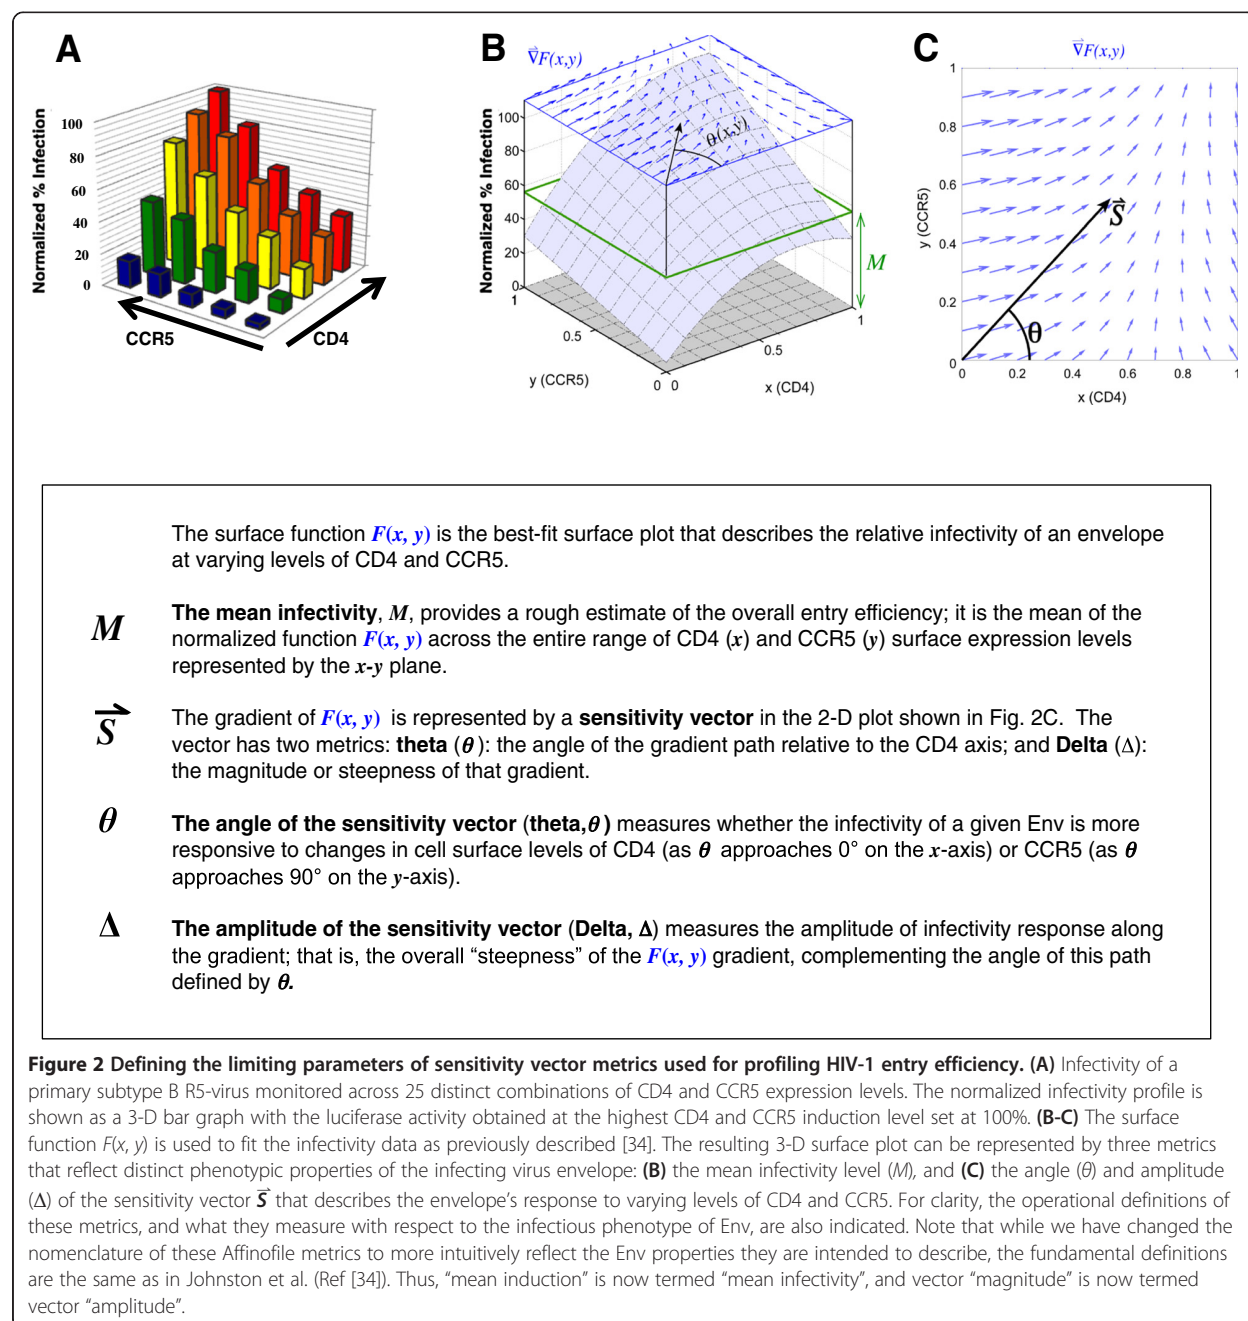 A
Normalized % Infection
100
80
60
40
20
0
CCR5
CD4
B
∇F(x,y)
Normalized % Infection
100
80
60
40
20
0
θ(x,y)
M
1
0.5
0
y (CCR5)
0
0.5
1
x (CD4)
C
∇F(x,y)
y (CCR5)
1
0.8
0.6
0.4
0.2
0
S
θ
0
0.2
0.4
0.6
0.8
1
x (CD4)
The surface function F(x, y) is the best-fit surface plot that describes the relative infectivity of an envelope
at varying levels of CD4 and CCR5.
M
The mean infectivity, M, provides a rough estimate of the overall entry efficiency; it is the mean of the
normalized function F(x, y) across the entire range of CD4 (x) and CCR5 (y) surface expression levels
represented by the x-y plane.
S
The gradient of F(x, y) is represented by a sensitivity vector in the 2-D plot shown in Fig. 2C. The
vector has two metrics: theta (θ): the angle of the gradient path relative to the CD4 axis; and Delta (Δ):
the magnitude or steepness of that gradient.
θ
The angle of the sensitivity vector (theta,θ) measures whether the infectivity of a given Env is more
responsive to changes in cell surface levels of CD4 (as θ approaches 0° on the x-axis) or CCR5 (as θ
approaches 90° on the y-axis).
Δ
The amplitude of the sensitivity vector (Delta, Δ) measures the amplitude of infectivity response along
the gradient; that is, the overall “steepness” of the F(x, y) gradient, complementing the angle of this path
defined by θ.
Figure 2 Defining the limiting parameters of sensitivity vector metrics used for profiling HIV-1 entry efficiency. (A) Infectivity of a
primary subtype B R5-virus monitored across 25 distinct combinations of CD4 and CCR5 expression levels. The normalized infectivity profile is
shown as a 3-D bar graph with the luciferase activity obtained at the highest CD4 and CCR5 induction level set at 100%. (B-C) The surface
function F(x, y) is used to fit the infectivity data as previously described [34]. The resulting 3-D surface plot can be represented by three metrics
that reflect distinct phenotypic properties of the infecting virus envelope: (B) the mean infectivity level (M), and (C) the angle (θ) and amplitude
(Δ) of the sensitivity vector S that describes the envelope’s response to varying levels of CD4 and CCR5. For clarity, the operational definitions of
these metrics, and what they measure with respect to the infectious phenotype of Env, are also indicated. Note that while we have changed the
nomenclature of these Affinofile metrics to more intuitively reflect the Env properties they are intended to describe, the fundamental definitions
are the same as in Johnston et al. (Ref [34]). Thus, “mean induction” is now termed “mean infectivity”, and vector “magnitude” is now termed
vector “amplitude”.